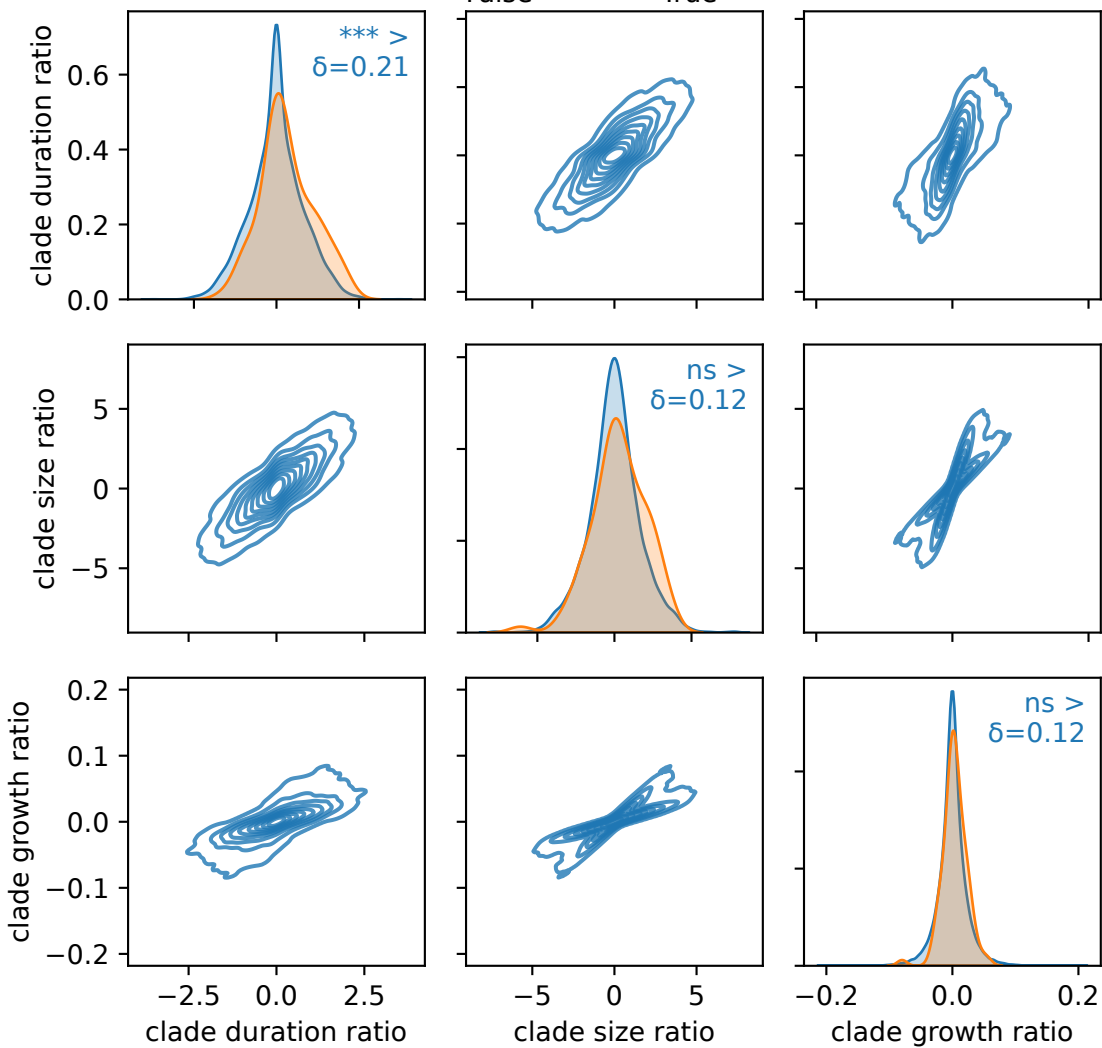 clade duration ratio
0.6
0.4
0.2
0.0
*** >
δ=0.21
clade size ratio
5
0
−5
ns >
δ=0.12
clade growth ratio
0.2
0.1
0.0
−0.1
−0.2
ns >
δ=0.12
−2.5 0.0 2.5
−5 0 5
−0.2 0.0 0.2
clade duration ratio
clade size ratio
clade growth ratio